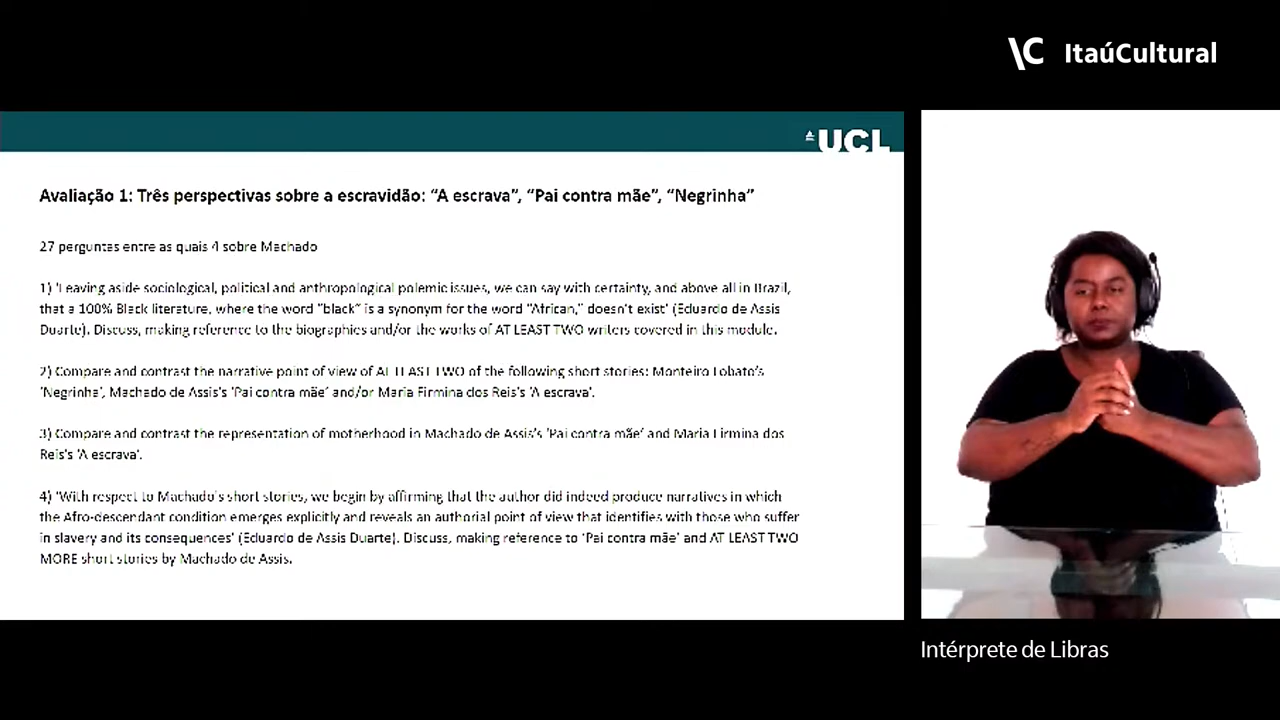 \C ItaúCultural
UCL
Avaliação 1: Três perspectivas sobre a escravidão: “A escrava”, “Pai contra mãe”, “Negrinha”
27 perguntas entre as quais 4 sobre Machado
1) 'Leaving aside sociological, political and anthropological polemic issues, we can say with certainty, and above all in Brazil,
that a 100% Black literature, where the word "black" is a synonym for the word "African," doesn't exist' (Eduardo de Assis
Duarte). Discuss, making reference to the biographies and/or the works of AT LEAST TWO writers covered in this module.
2) Compare and contrast the narrative point of view of AT LEAST TWO of the following short stories: Monteiro Lobato’s
'Negrinha', Machado de Assis's 'Pai contra mãe' and/or Maria Firmina dos Reis's 'A escrava'.
3) Compare and contrast the representation of motherhood in Machado de Assis’s 'Pai contra mãe' and Maria Firmina dos
Reis's 'A escrava'.
4) 'With respect to Machado's short stories, we begin by affirming that the author did indeed produce narratives in which
the Afro-descendant condition emerges explicitly and reveals an authorial point of view that identifies with those who suffer
in slavery and its consequences' (Eduardo de Assis Duarte). Discuss, making reference to 'Pai contra mãe' and AT LEAST TWO
MORE short stories by Machado de Assis.
Intérprete de Libras